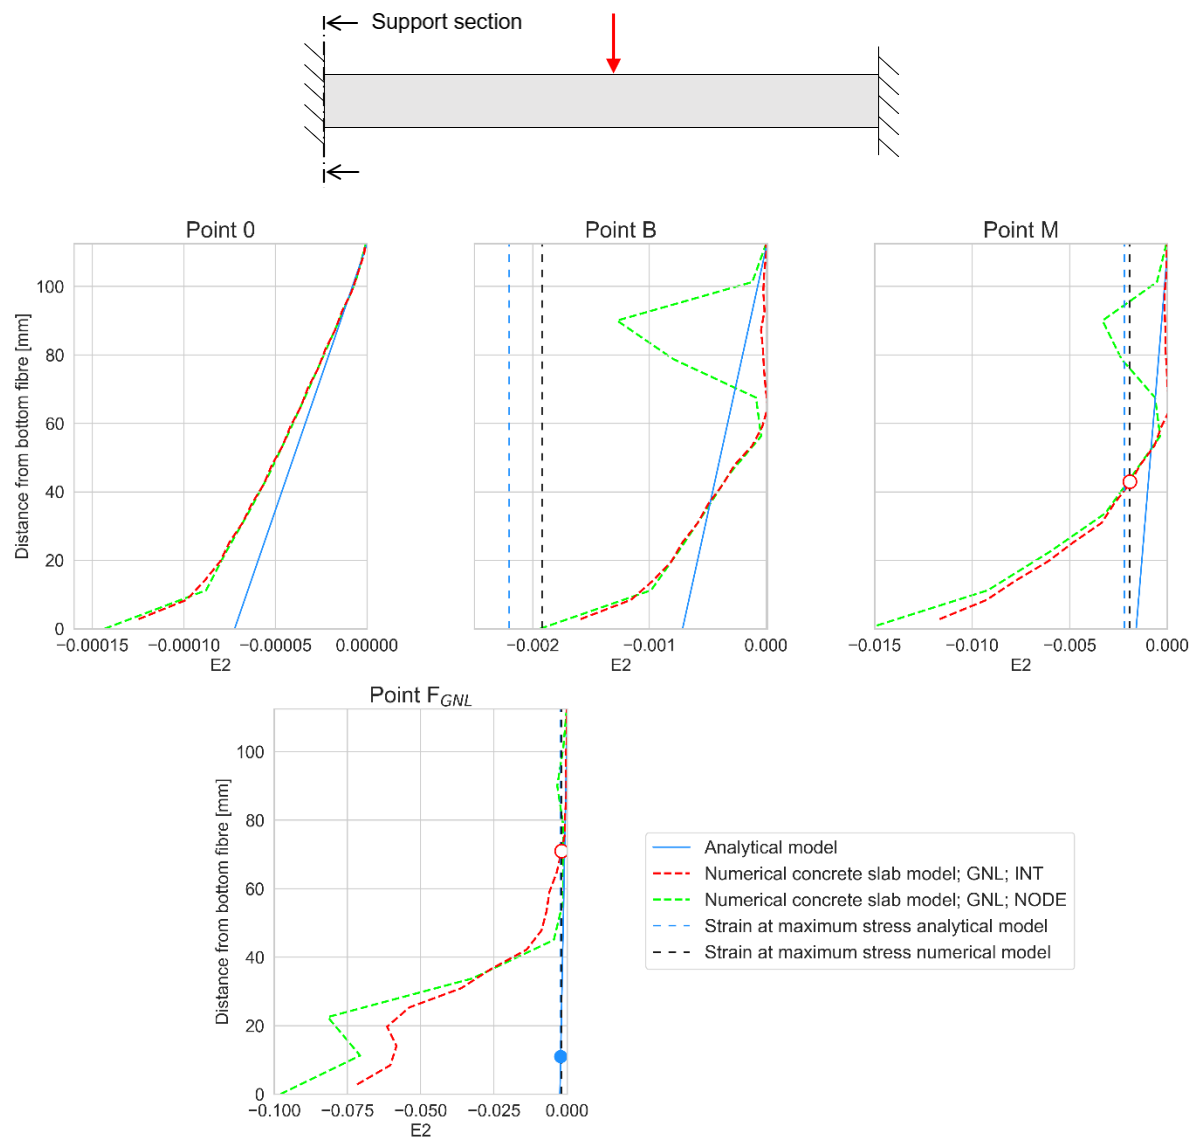 Support section
Point 0
Point B
Point M
Distance from bottom fibre [mm]
100
80
60
40
20
0
−0.00015
−0.00010
−0.00005
0.00000
E2
−0.002
−0.001
0.000
E2
−0.015
−0.010
−0.005
0.000
E2
Point F_GNL
Distance from bottom fibre [mm]
100
80
60
40
20
0
−0.100
−0.075
−0.050
−0.025
0.000
E2
Analytical model
Numerical concrete slab model; GNL; INT
Numerical concrete slab model; GNL; NODE
Strain at maximum stress analytical model
Strain at maximum stress numerical model